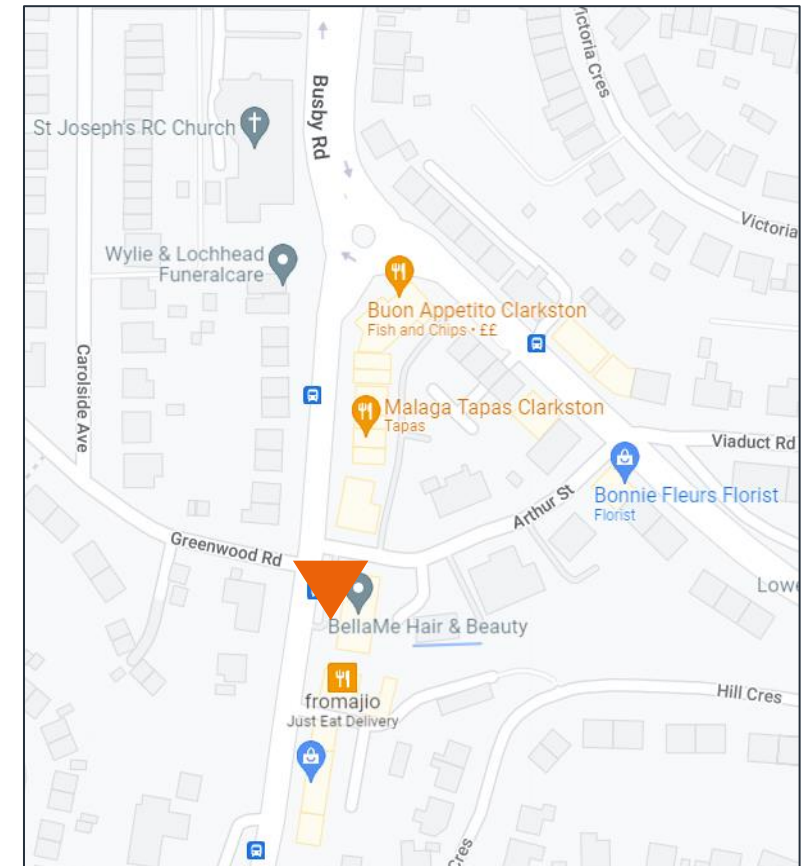 Victoria Cres
Busby Rd
St Joseph's RC Church
Victoria
Wylie & Lochhead
Funeralcare
Buon Appetito Clarkston
Fish and Chips • ££
Carolside Ave
Malaga Tapas Clarkston
Tapas
Viaduct Rd
Bonnie Fleurs Florist
Florist
Arthur St
Greenwood Rd
Lowe
BellaMe Hair & Beauty
Hill Cres
fromajio
Just Eat Delivery
Cres